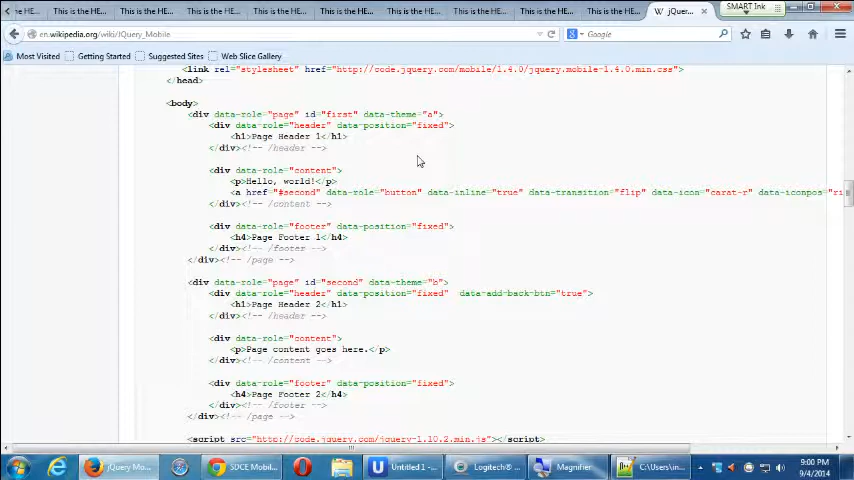 he HE...
This is the HE...
This is the HE...
This is the HE...
This is the HE...
This is the HE...
This is the HE...
This is the HE...
This is the HE...
W jQuer...
SMART Ink
en.wikipedia.org/wiki/JQuery_Mobile
Google
Most Visited Getting Started Suggested Sites Web Slice Gallery
<link rel="stylesheet" href="http://code.jquery.com/mobile/1.4.0/jquery.mobile-1.4.0.min.css">
</head>
<body>
<div data-role="page" id="first" data-theme="a">
<div data-role="header" data-position="fixed">
<h1>Page Header 1</h1>
</div><!-- /header -->
<div data-role="content">
<p>Hello, world!</p>
<a href="#second" data-role="button" data-inline="true" data-transition="flip" data-icon="carat-r" data-iconpos="ri
</div><!-- /content -->
<div data-role="footer" data-position="fixed">
<h4>Page Footer 1</h4>
</div><!-- /footer -->
</div><!-- /page -->
<div data-role="page" id="second" data-theme="b">
<div data-role="header" data-position="fixed" data-add-back-btn="true">
<h1>Page Header 2</h1>
</div><!-- /header -->
<div data-role="content">
<p>Page content goes here.</p>
</div><!-- /content -->
<div data-role="footer" data-position="fixed">
<h4>Page Footer 2</h4>
</div><!-- /footer -->
</div><!-- /page -->
<script src="http://code.jquery.com/jquery-1.10.2.min.js"></script>
jQuery Mo...
SDCE Mobil...
Untitled 1 -...
Logitech® ...
Magnifier
C:\Users\in...
9:00 PM
9/4/2014